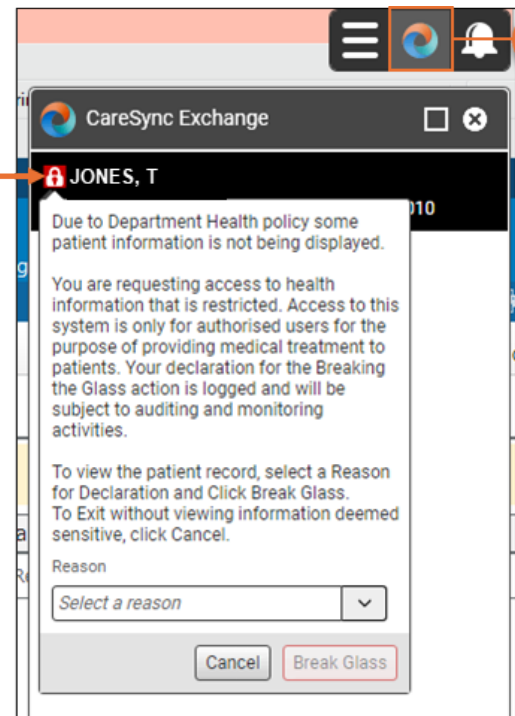 CareSync Exchange
JONES, T
010
Due to Department Health policy some
patient information is not being displayed.
You are requesting access to health
information that is restricted. Access to this
system is only for authorised users for the
purpose of providing medical treatment to
patients. Your declaration for the Breaking
the Glass action is logged and will be
subject to auditing and monitoring
activities.
To view the patient record, select a Reason
for Declaration and Click Break Glass.
To Exit without viewing information deemed
sensitive, click Cancel.
Reason
Select a reason
Cancel Break Glass